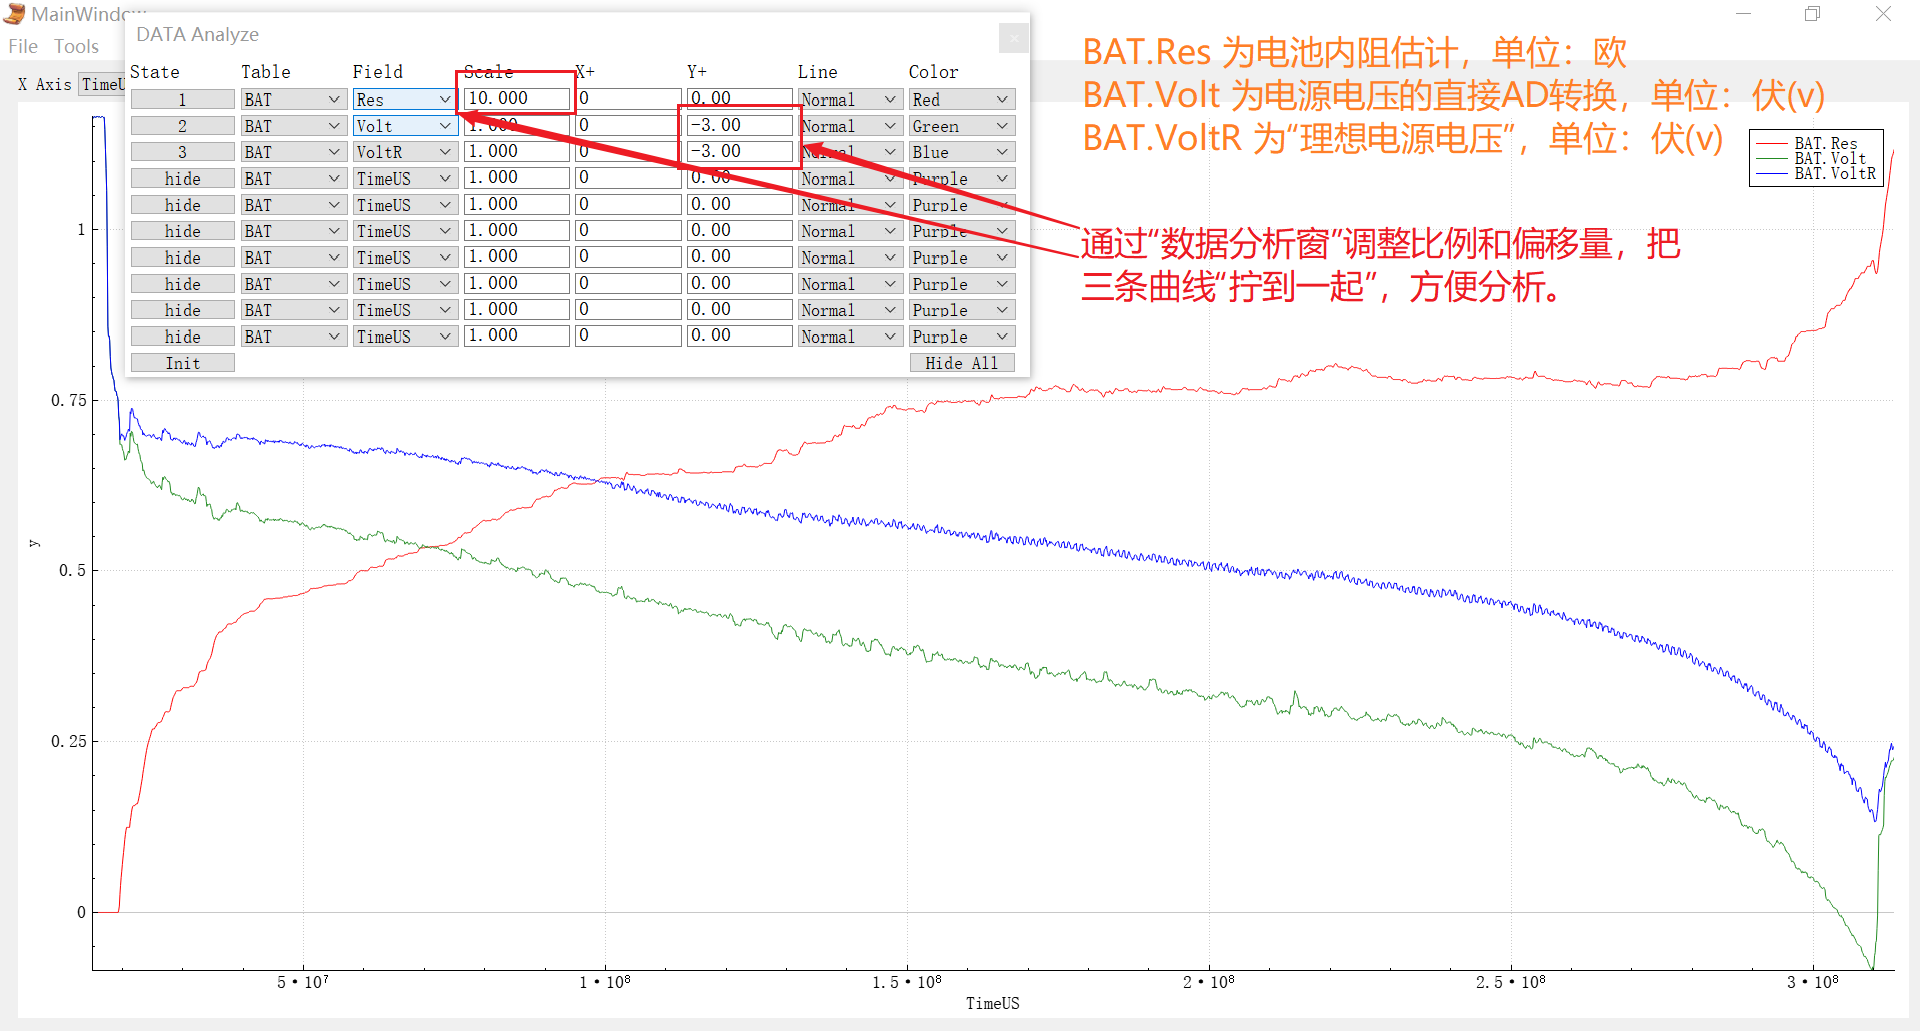 MainWindow
DATA Analyze
File Tools
X Axis TimeU
State Table Field Scale X+ Y+ Line Color
1 BAT Res 10.000 0 0.00 Normal Red
2 BAT Volt 1.000 0 -3.00 Normal Green
3 BAT VoltR 1.000 0 -3.00 Normal Blue
hide BAT TimeUS 1.000 0 0.00 Normal Purple
hide BAT TimeUS 1.000 0 0.00 Normal Purple
hide BAT TimeUS 1.000 0 0.00 Normal Purple
hide BAT TimeUS 1.000 0 0.00 Normal Purple
hide BAT TimeUS 1.000 0 0.00 Normal Purple
hide BAT TimeUS 1.000 0 0.00 Normal Purple
hide BAT TimeUS 1.000 0 0.00 Normal Purple
Init Hide All
BAT.Res 为电池内阻估计，单位：欧
BAT.Volt 为电源电压的直接AD转换，单位：伏(v)
BAT.VoltR 为“理想电源电压”，单位：伏(v)
BAT.Res
BAT.Volt
BAT.VoltR
通过“数据分析窗”调整比例和偏移量，把
三条曲线“拧到一起”，方便分析。
1
0.75
0.5
0.25
0
y
5·10⁷ 1·10⁸ 1.5·10⁸ 2·10⁸ 2.5·10⁸ 3·10⁸
TimeUS